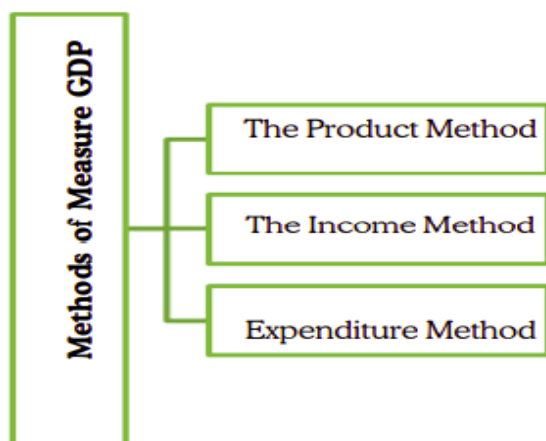 Methods of Measure GDP
The Product Method
The Income Method
Expenditure Method